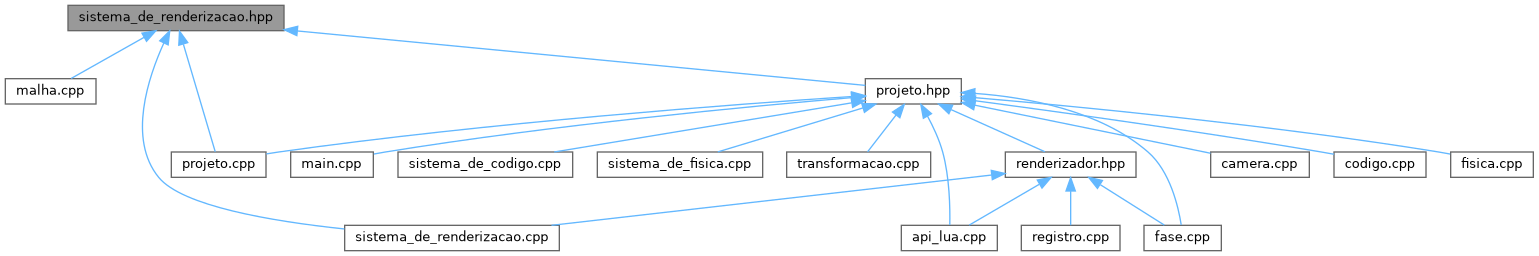 sistema_de_renderizacao.hpp
malha.cpp
projeto.hpp
projeto.cpp
main.cpp
sistema_de_codigo.cpp
sistema_de_fisica.cpp
transformacao.cpp
renderizador.hpp
camera.cpp
codigo.cpp
fisica.cpp
sistema_de_renderizacao.cpp
api_lua.cpp
registro.cpp
fase.cpp